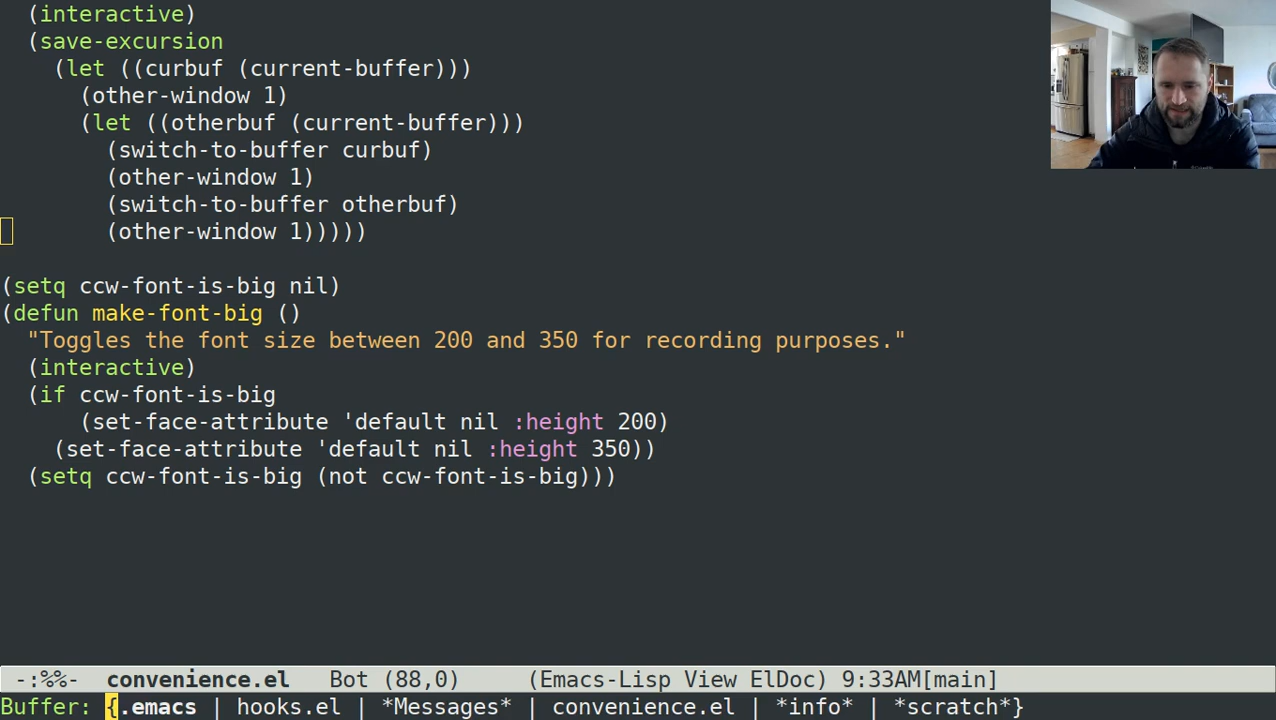 (interactive)
(save-excursion
(let ((curbuf (current-buffer)))
(other-window 1)
(let ((otherbuf (current-buffer)))
(switch-to-buffer curbuf)
(other-window 1)
(switch-to-buffer otherbuf)
(other-window 1)))))
(setq ccw-font-is-big nil)
(defun make-font-big ()
"Toggles the font size between 200 and 350 for recording purposes."
(interactive)
(if ccw-font-is-big
(set-face-attribute 'default nil :height 200)
(set-face-attribute 'default nil :height 350))
(setq ccw-font-is-big (not ccw-font-is-big)))
-:%%- convenience.el Bot (88,0) (Emacs-Lisp View ElDoc) 9:33AM[main]
Buffer: {.emacs | hooks.el | *Messages* | convenience.el | *info* | *scratch*}